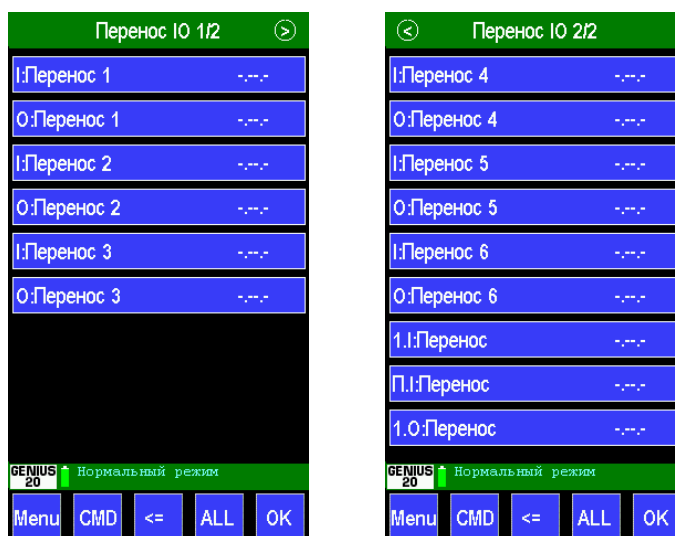 Перенос IO 1/2 >
I:Перенос 1 -.--.-
O:Перенос 1 -.--.-
I:Перенос 2 -.--.-
O:Перенос 2 -.--.-
I:Перенос 3 -.--.-
O:Перенос 3 -.--.-
GENIUS 20 Нормальный режим
Menu CMD <= ALL OK
< Перенос IO 2/2
I:Перенос 4 -.--.-
O:Перенос 4 -.--.-
I:Перенос 5 -.--.-
O:Перенос 5 -.--.-
I:Перенос 6 -.--.-
O:Перенос 6 -.--.-
1.I:Перенос -.--.-
П.I:Перенос -.--.-
1.O:Перенос -.--.-
GENIUS 20 Нормальный режим
Menu CMD <= ALL OK